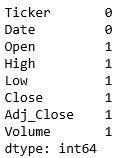 Ticker 0
Date 0
Open 1
High 1
Low 1
Close 1
Adj_Close 1
Volume 1
dtype: int64